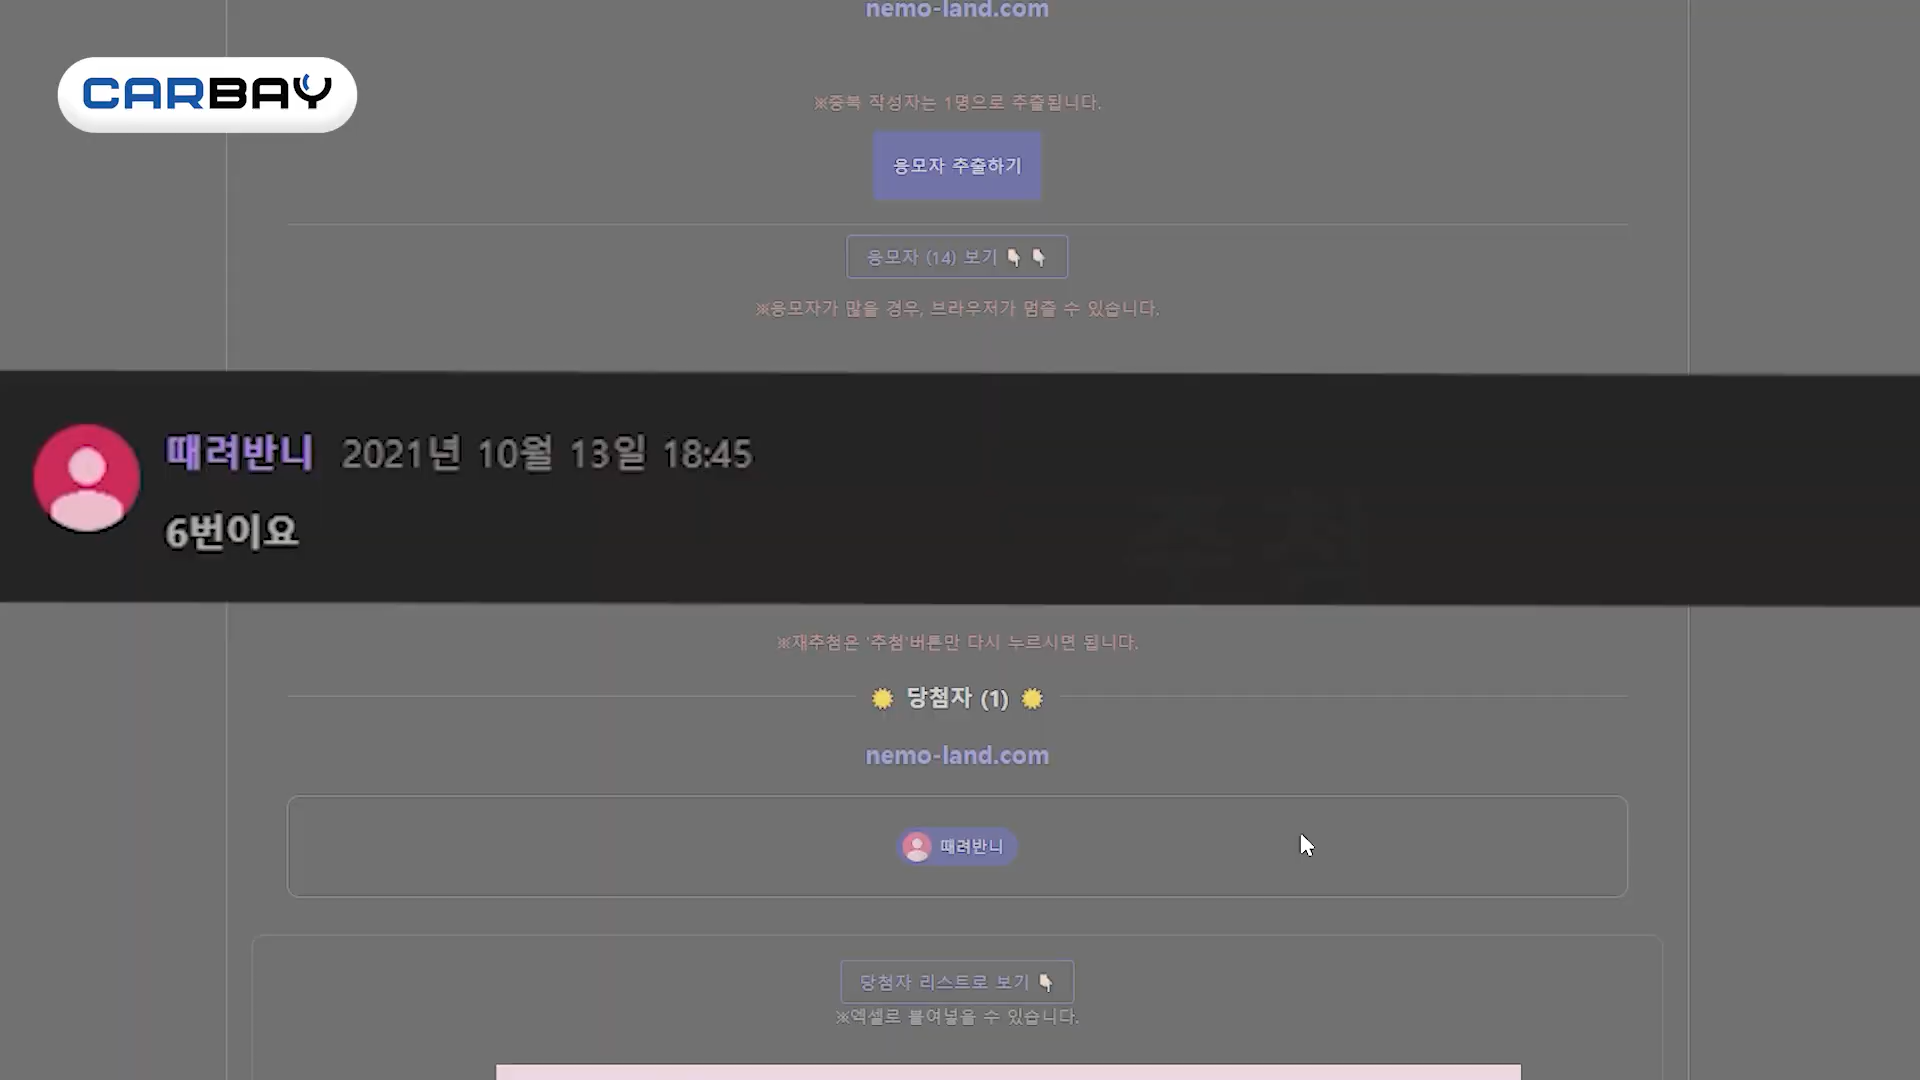 nemo-land.com
CARBAY
※중복 작성자는 1명으로 추출됩니다.
응모자 추출하기
응모자 (14) 보기 👇 👇
※응모자가 많을 경우, 브라우저가 멈출 수 있습니다.
때려반니 2021년 10월 13일 18:45
6번이요
※재추첨은 '추첨'버튼만 다시 누르시면 됩니다.
당첨자 (1)
nemo-land.com
때려반니
당첨자 리스트로 보기 👇
※엑셀로 붙여넣을 수 있습니다.